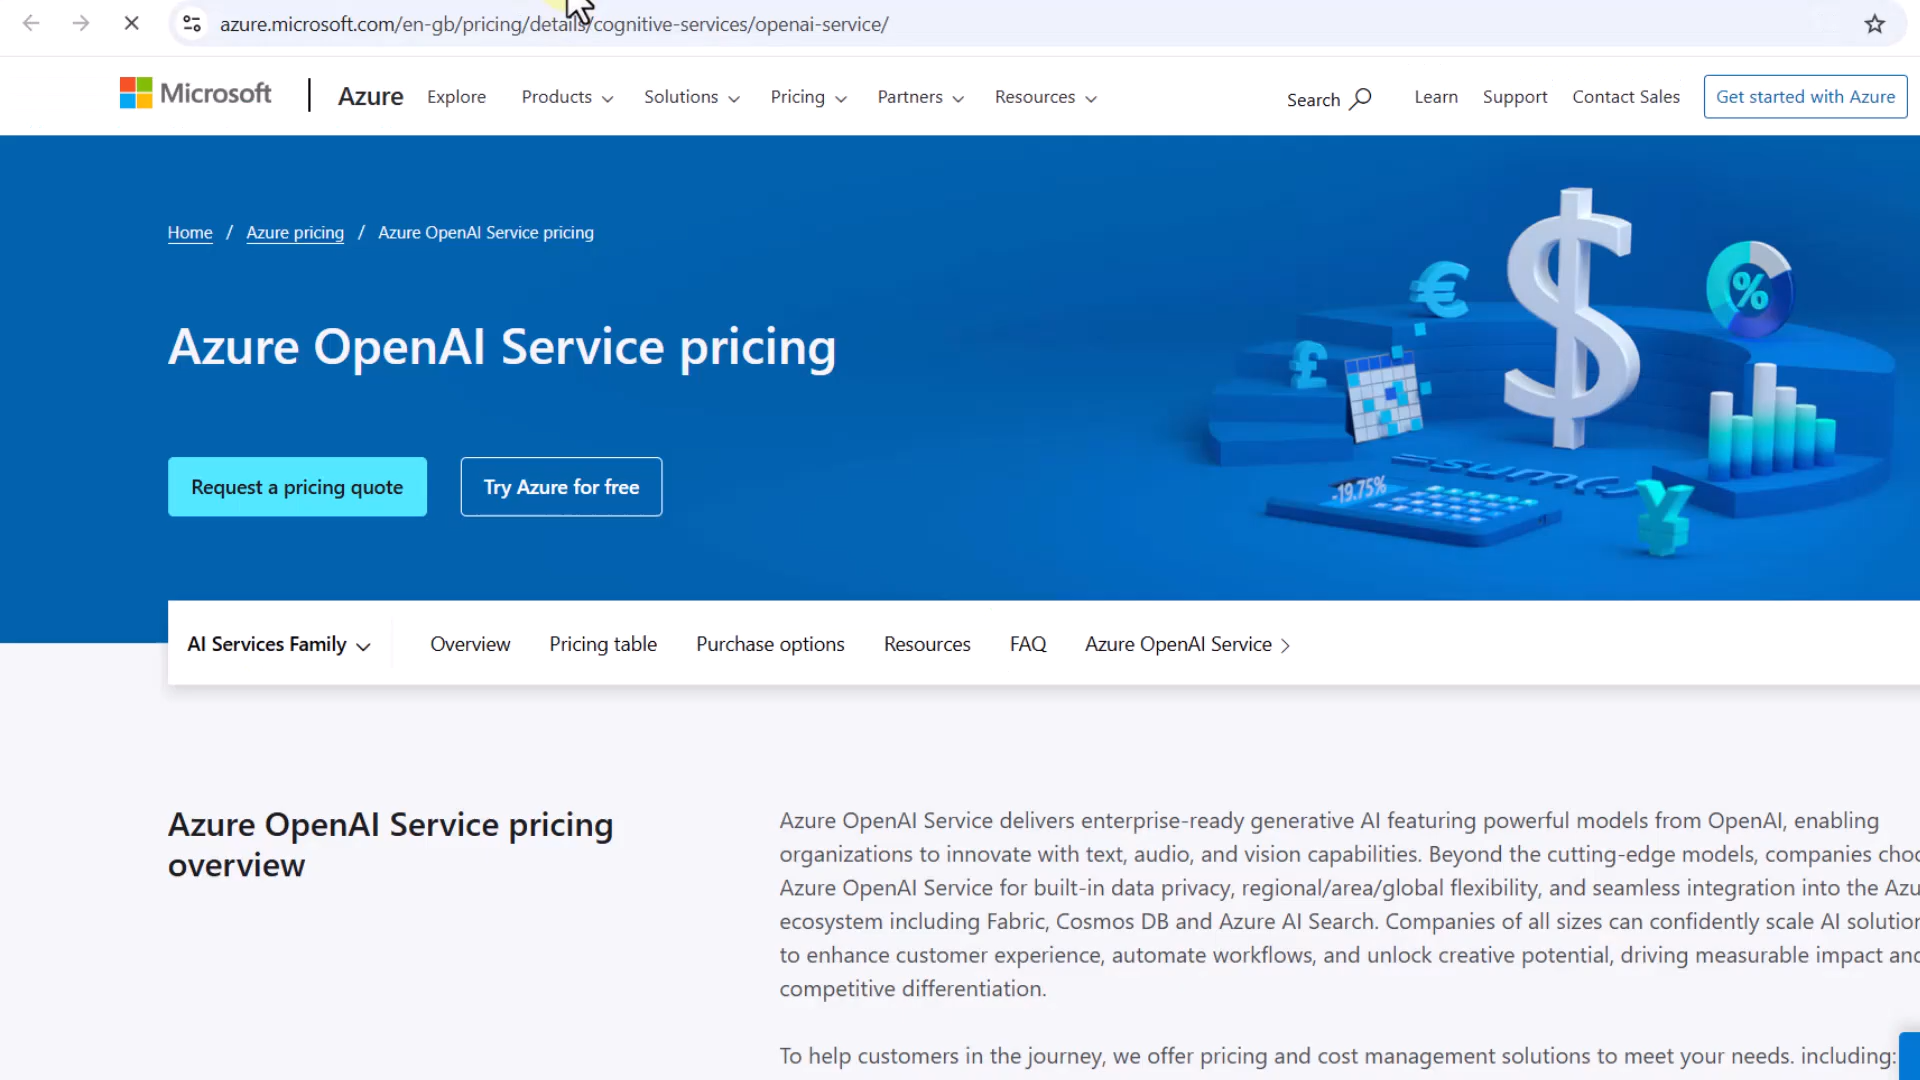 azure.microsoft.com/en-gb/pricing/details/cognitive-services/openai-service/
Microsoft
Azure
Explore
Products
Solutions
Pricing
Partners
Resources
Search
Learn
Support
Contact Sales
Get started with Azure
Home / Azure pricing / Azure OpenAI Service pricing
Azure OpenAI Service pricing
Request a pricing quote
Try Azure for free
€
$
%
£
=sum(
-19.75%
¥
AI Services Family
Overview
Pricing table
Purchase options
Resources
FAQ
Azure OpenAI Service
Azure OpenAI Service pricing
overview
Azure OpenAI Service delivers enterprise-ready generative AI featuring powerful models from OpenAI, enabling
organizations to innovate with text, audio, and vision capabilities. Beyond the cutting-edge models, companies choo
Azure OpenAI Service for built-in data privacy, regional/area/global flexibility, and seamless integration into the Azu
ecosystem including Fabric, Cosmos DB and Azure AI Search. Companies of all sizes can confidently scale AI solution
to enhance customer experience, automate workflows, and unlock creative potential, driving measurable impact and
competitive differentiation.
To help customers in the journey, we offer pricing and cost management solutions to meet your needs. including: